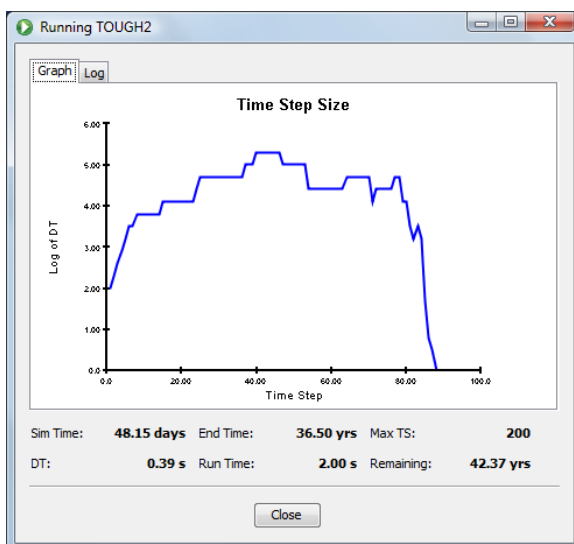 Running TOUGH2
Graph Log
Time Step Size
6.00
5.00
4.00
3.00
2.00
1.00
0.0
Log of DT
0.0 20.00 40.00 60.00 80.00 100.0
Time Step
Sim Time: 48.15 days End Time: 36.50 yrs Max TS: 200
DT: 0.39 s Run Time: 2.00 s Remaining: 42.37 yrs
Close